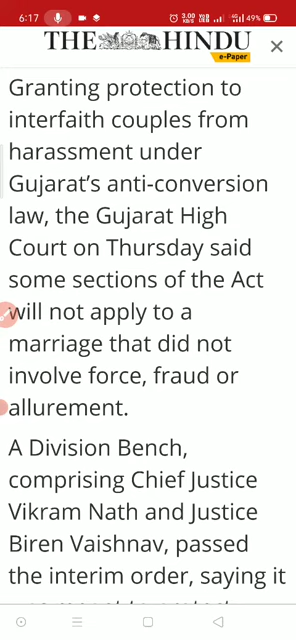 6:17 3.00 KB/S 49%
THE HINDU
e-Paper
Granting protection to
interfaith couples from
harassment under
Gujarat's anti-conversion
law, the Gujarat High
Court on Thursday said
some sections of the Act
will not apply to a
marriage that did not
involve force, fraud or
allurement.
A Division Bench,
comprising Chief Justice
Vikram Nath and Justice
Biren Vaishnav, passed
the interim order, saying it